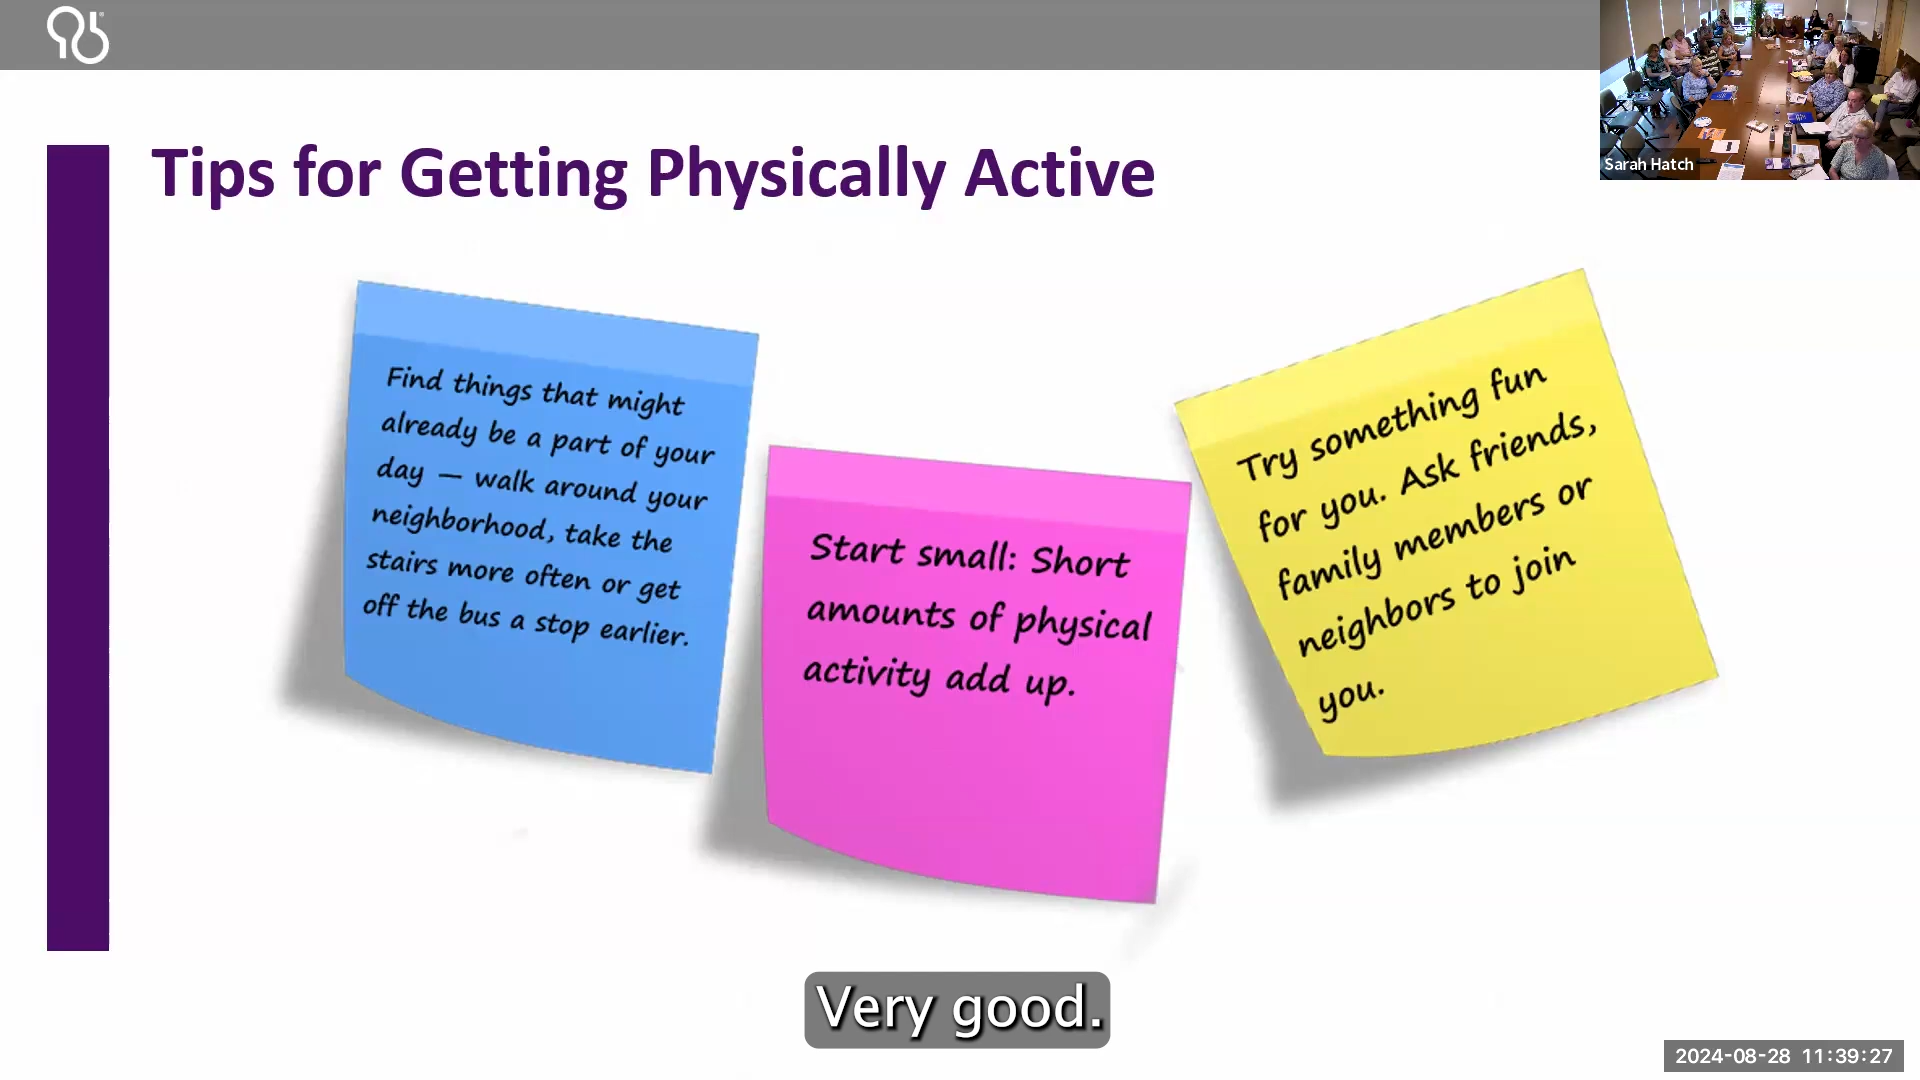 Sarah Hatch
Tips for Getting Physically Active
Find things that might
already be a part of your
day — walk around your
neighborhood, take the
stairs more often or get
off the bus a stop earlier.
Start small: Short
amounts of physical
activity add up.
Try something fun
for you. Ask friends,
family members or
neighbors to join
you.
Very good.
2024-08-28 11:39:27